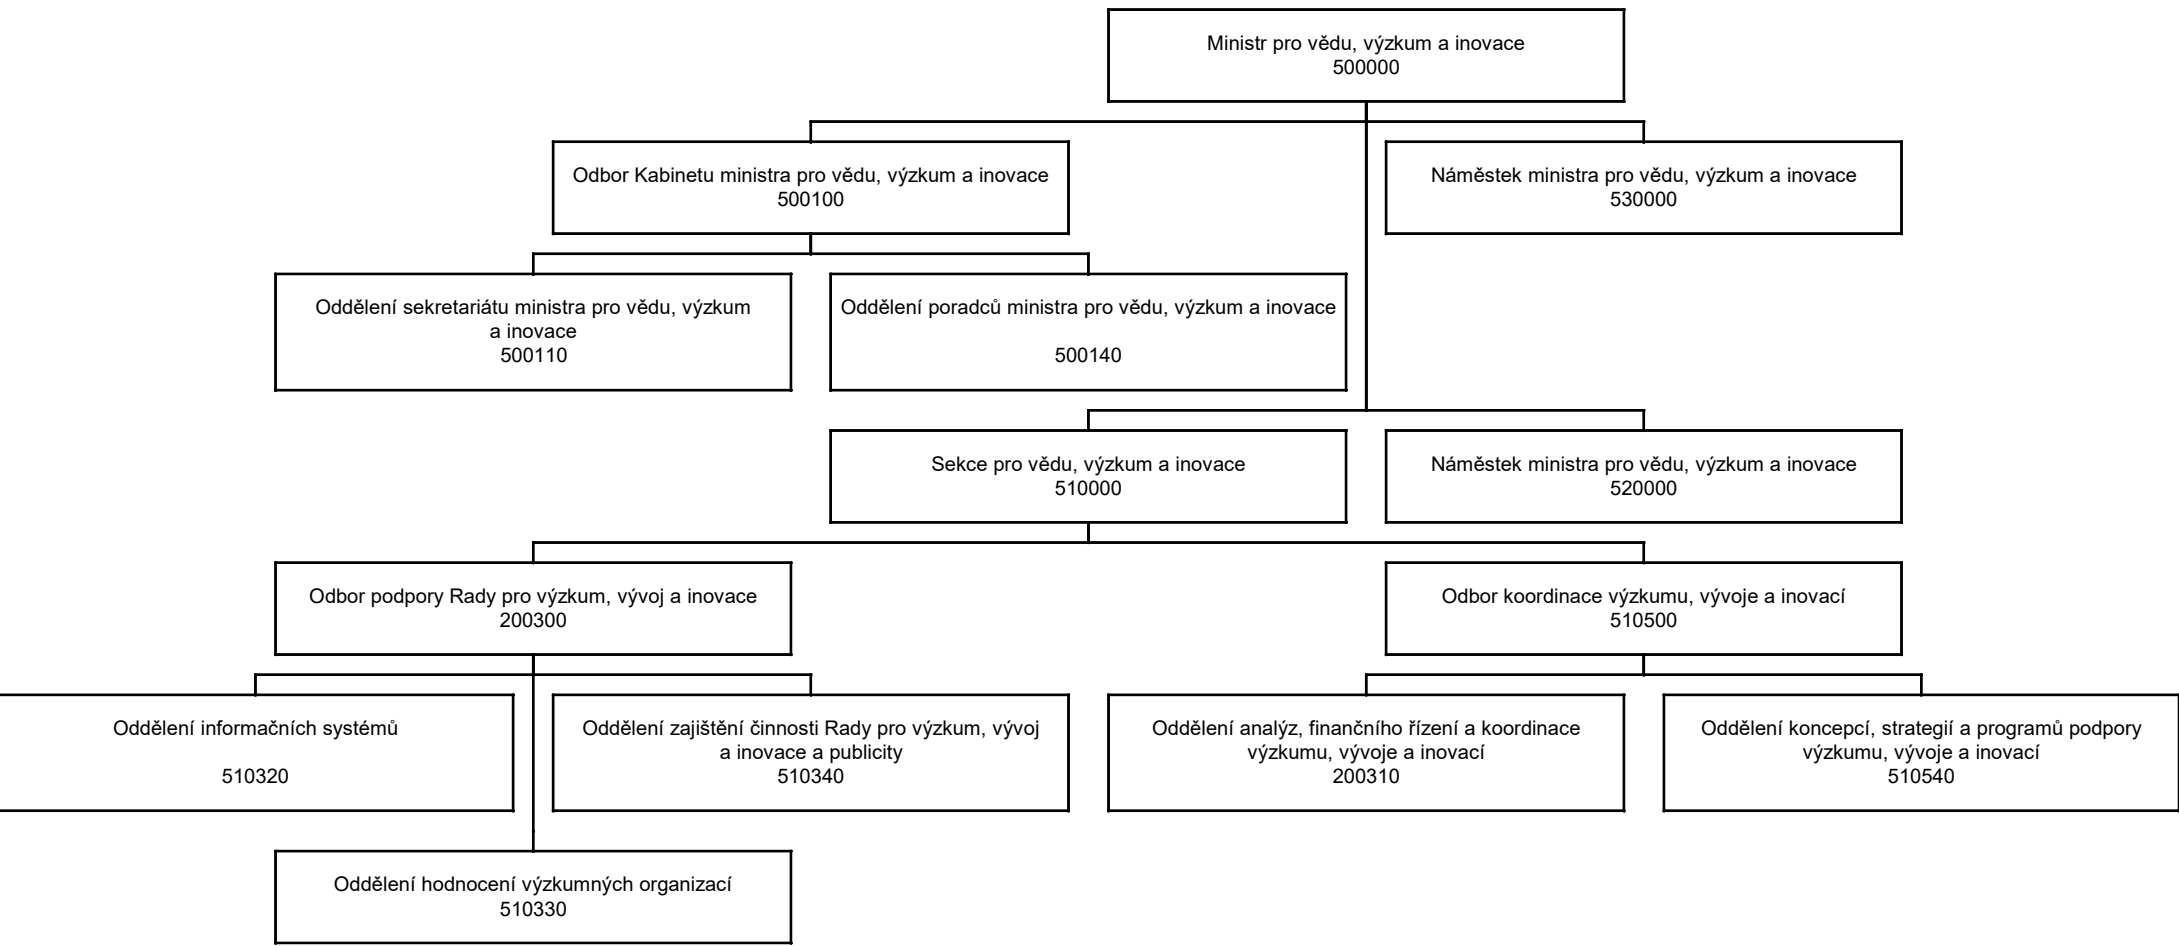 Ministr pro vědu, výzkum a inovace
500000
Odbor Kabinetu ministra pro vědu, výzkum a inovace
500100
Náměstek ministra pro vědu, výzkum a inovace
530000
Oddělení sekretariátu ministra pro vědu, výzkum
a inovace
500110
Oddělení poradců ministra pro vědu, výzkum a inovace
500140
Sekce pro vědu, výzkum a inovace
510000
Náměstek ministra pro vědu, výzkum a inovace
520000
Odbor podpory Rady pro výzkum, vývoj a inovace
200300
Odbor koordinace výzkumu, vývoje a inovací
510500
Oddělení informačních systémů
510320
Oddělení zajištění činnosti Rady pro výzkum, vývoj
a inovace a publicity
510340
Oddělení analýz, finančního řízení a koordinace
výzkumu, vývoje a inovací
200310
Oddělení koncepcí, strategií a programů podpory
výzkumu, vývoje a inovací
510540
Oddělení hodnocení výzkumných organizací
510330